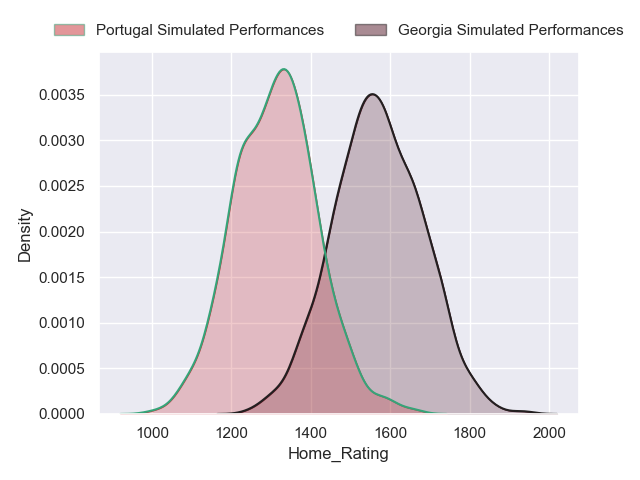 Portugal Simulated Performances Georgia Simulated Performances
0.0035
0.0030
0.0025
0.0020
0.0015
0.0010
0.0005
0.0000
Density
1000 1200 1400 1600 1800 2000
Home_Rating